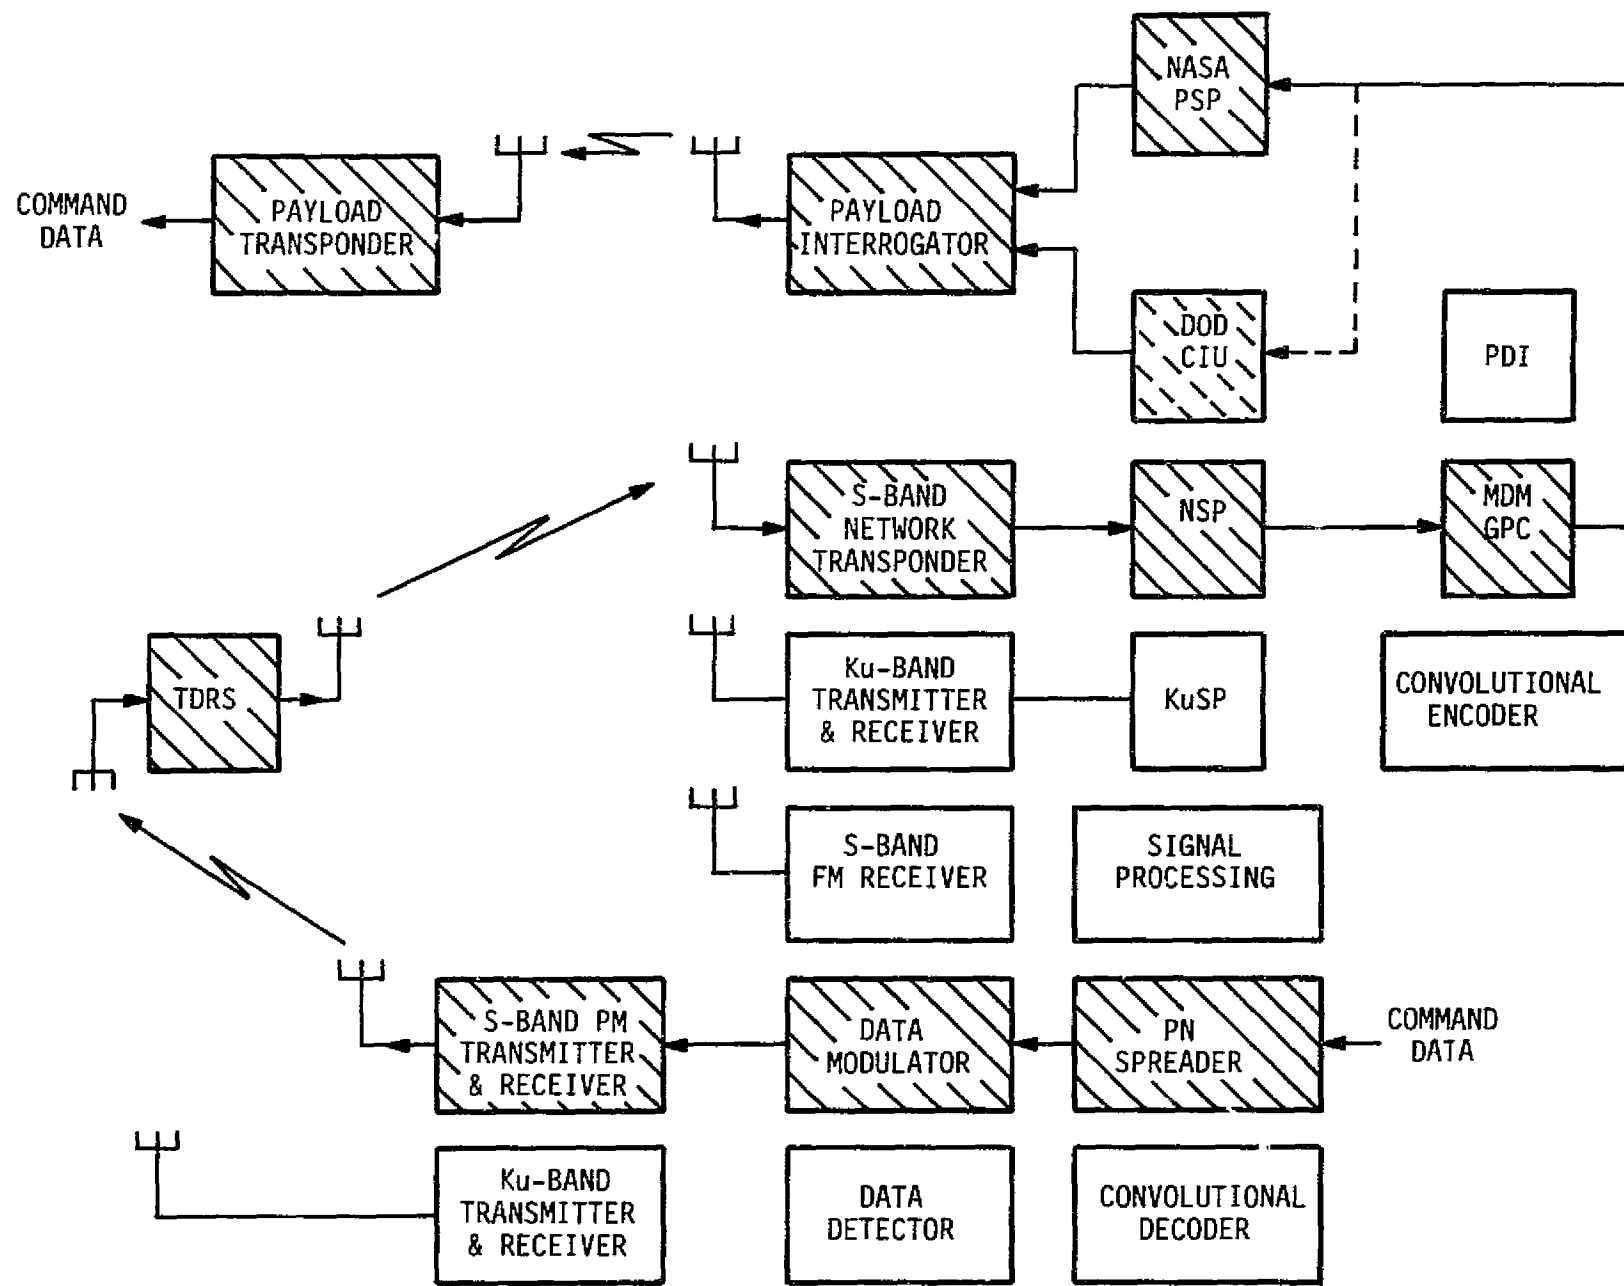 NASA
PSP
COMMAND
DATA
PAYLOAD
TRANSPONDER
PAYLOAD
INTERROGATOR
DOD
CIU
PDI
S-BAND
NETWORK
TRANSPONDER
NSP
MDM
GPC
TDRS
Ku-BAND
TRANSMITTER
& RECEIVER
KuSP
CONVOLUTIONAL
ENCODER
S-BAND
FM RECEIVER
SIGNAL
PROCESSING
S-BAND PM
TRANSMITTER
& RECEIVER
DATA
MODULATOR
PN
SPREADER
COMMAND
DATA
Ku-BAND
TRANSMITTER
& RECEIVER
DATA
DETECTOR
CONVOLUTIONAL
DECODER